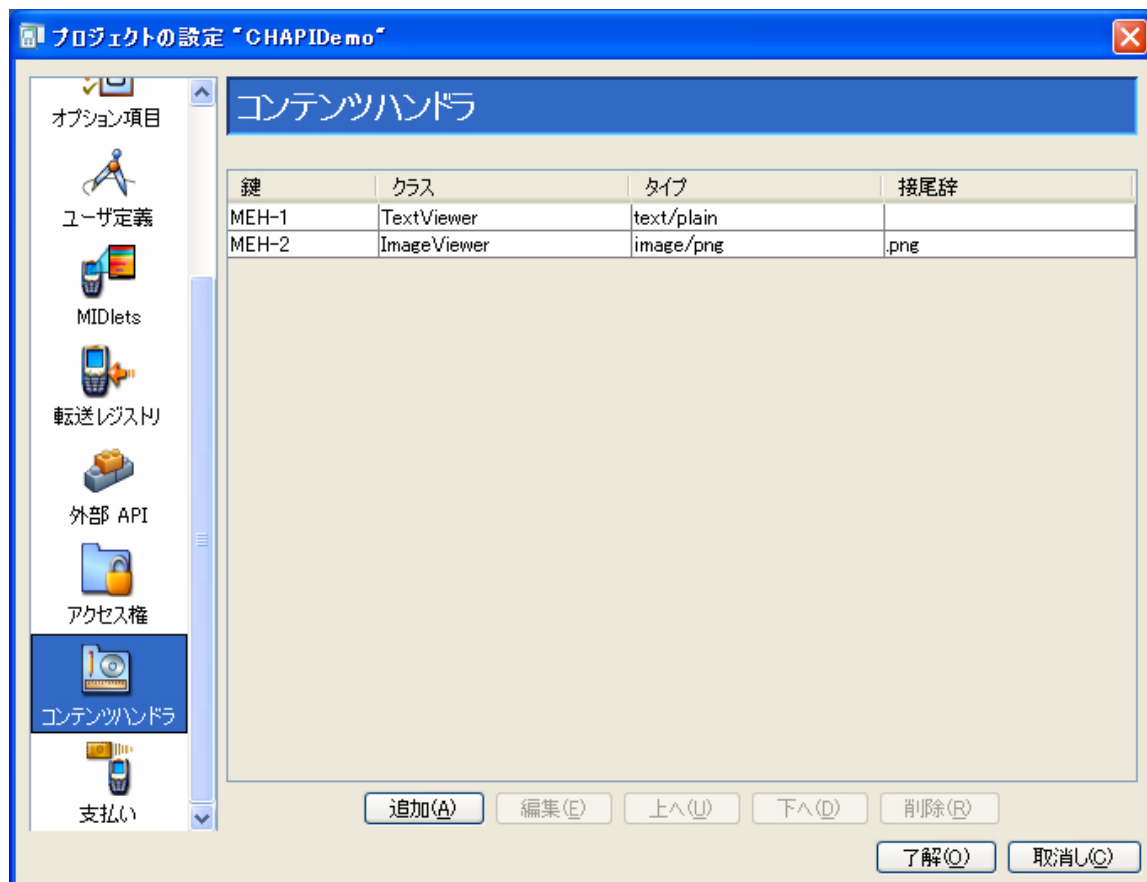 プロジェクトの設定 "CHAPIDemo"
オプション項目
ユーザ定義
MIDlets
転送レジストリ
外部 API
アクセス権
コンテンツハンドラ
支払い
コンテンツハンドラ
鍵 クラス タイプ 接尾辞
MEH-1 TextViewer text/plain
MEH-2 ImageViewer image/png .png
追加(A) 編集(E) 上へ(U) 下へ(D) 削除(R)
了解(O) 取消し(C)